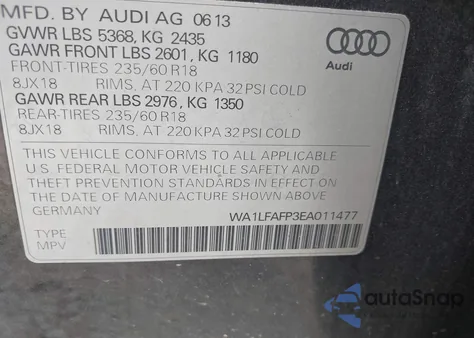 MFD. BY AUDI AG 06 13
GVWR LBS 5368, KG 2435
GAWR FRONT LBS 2601, KG 1180
FRONT-TIRES 235/60 R18
8JX18 RIMS, AT 220 KPA 32 PSI COLD
GAWR REAR LBS 2976, KG 1350
REAR-TIRES 235/60 R18
8JX18 RIMS, AT 220 KPA 32 PSI COLD
Audi
THIS VEHICLE CONFORMS TO ALL APPLICABLE
U.S. FEDERAL MOTOR VEHICLE SAFETY AND
THEFT PREVENTION STANDARDS IN EFFECT ON
THE DATE OF MANUFACTURE SHOWN ABOVE
GERMANY WA1LFAFP3EA011477
TYPE
MPV
autoSnap